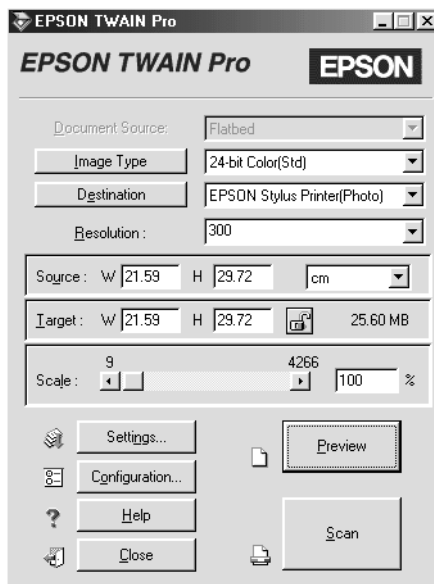 EPSON TWAIN Pro
EPSON TWAIN Pro EPSON
Document Source: Flatbed
Image Type 24-bit Color(Std)
Destination EPSON Stylus Printer(Photo)
Resolution : 300
Source : W 21.59 H 29.72 cm
Target : W 21.59 H 29.72 25.60 MB
9 4266
Scale : 100 %
Settings...
Preview
Configuration...
Help
Scan
Close